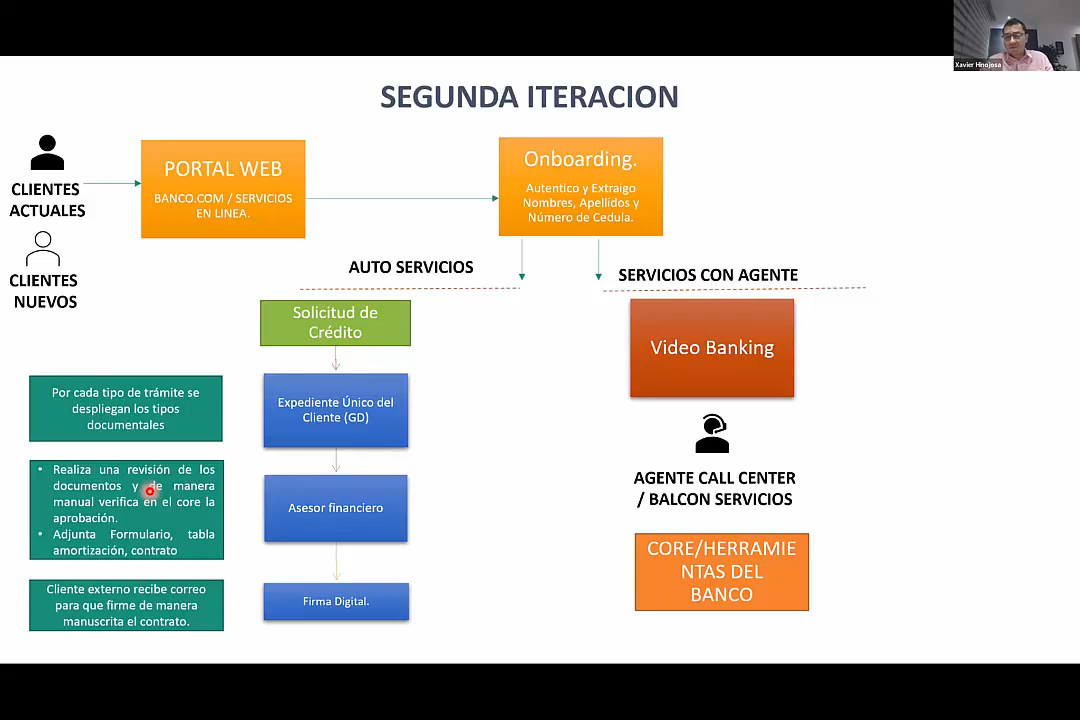 Xavier Hnojosa
SEGUNDA ITERACION
CLIENTES
ACTUALES
CLIENTES
NUEVOS
PORTAL WEB
BANCO.COM / SERVICIOS
EN LINEA.
Onboarding.
Autentico y Extraigo
Nombres, Apellidos y
Número de Cedula.
AUTO SERVICIOS
SERVICIOS CON AGENTE
Solicitud de
Crédito
Video Banking
Por cada tipo de trámite se
despliegan los tipos
documentales
Expediente Único del
Cliente (GD)
• Realiza una revisión de los
documentos y de manera
manual verifica en el core la
aprobación.
• Adjunta Formulario, tabla
amortización, contrato
Asesor financiero
AGENTE CALL CENTER
/ BALCON SERVICIOS
CORE/HERRAMIE
NTAS DEL
BANCO
Cliente externo recibe correo
para que firme de manera
manuscrita el contrato.
Firma Digital.